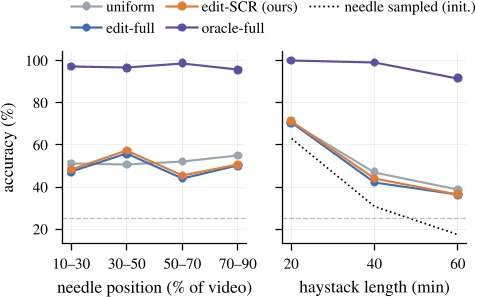 uniform edit-SCR (ours) needle sampled (init.)
edit-full oracle-full
accuracy (%)
100
80
60
40
20
10–30 30–50 50–70 70–90
needle position (% of video)
20 40 60
haystack length (min)